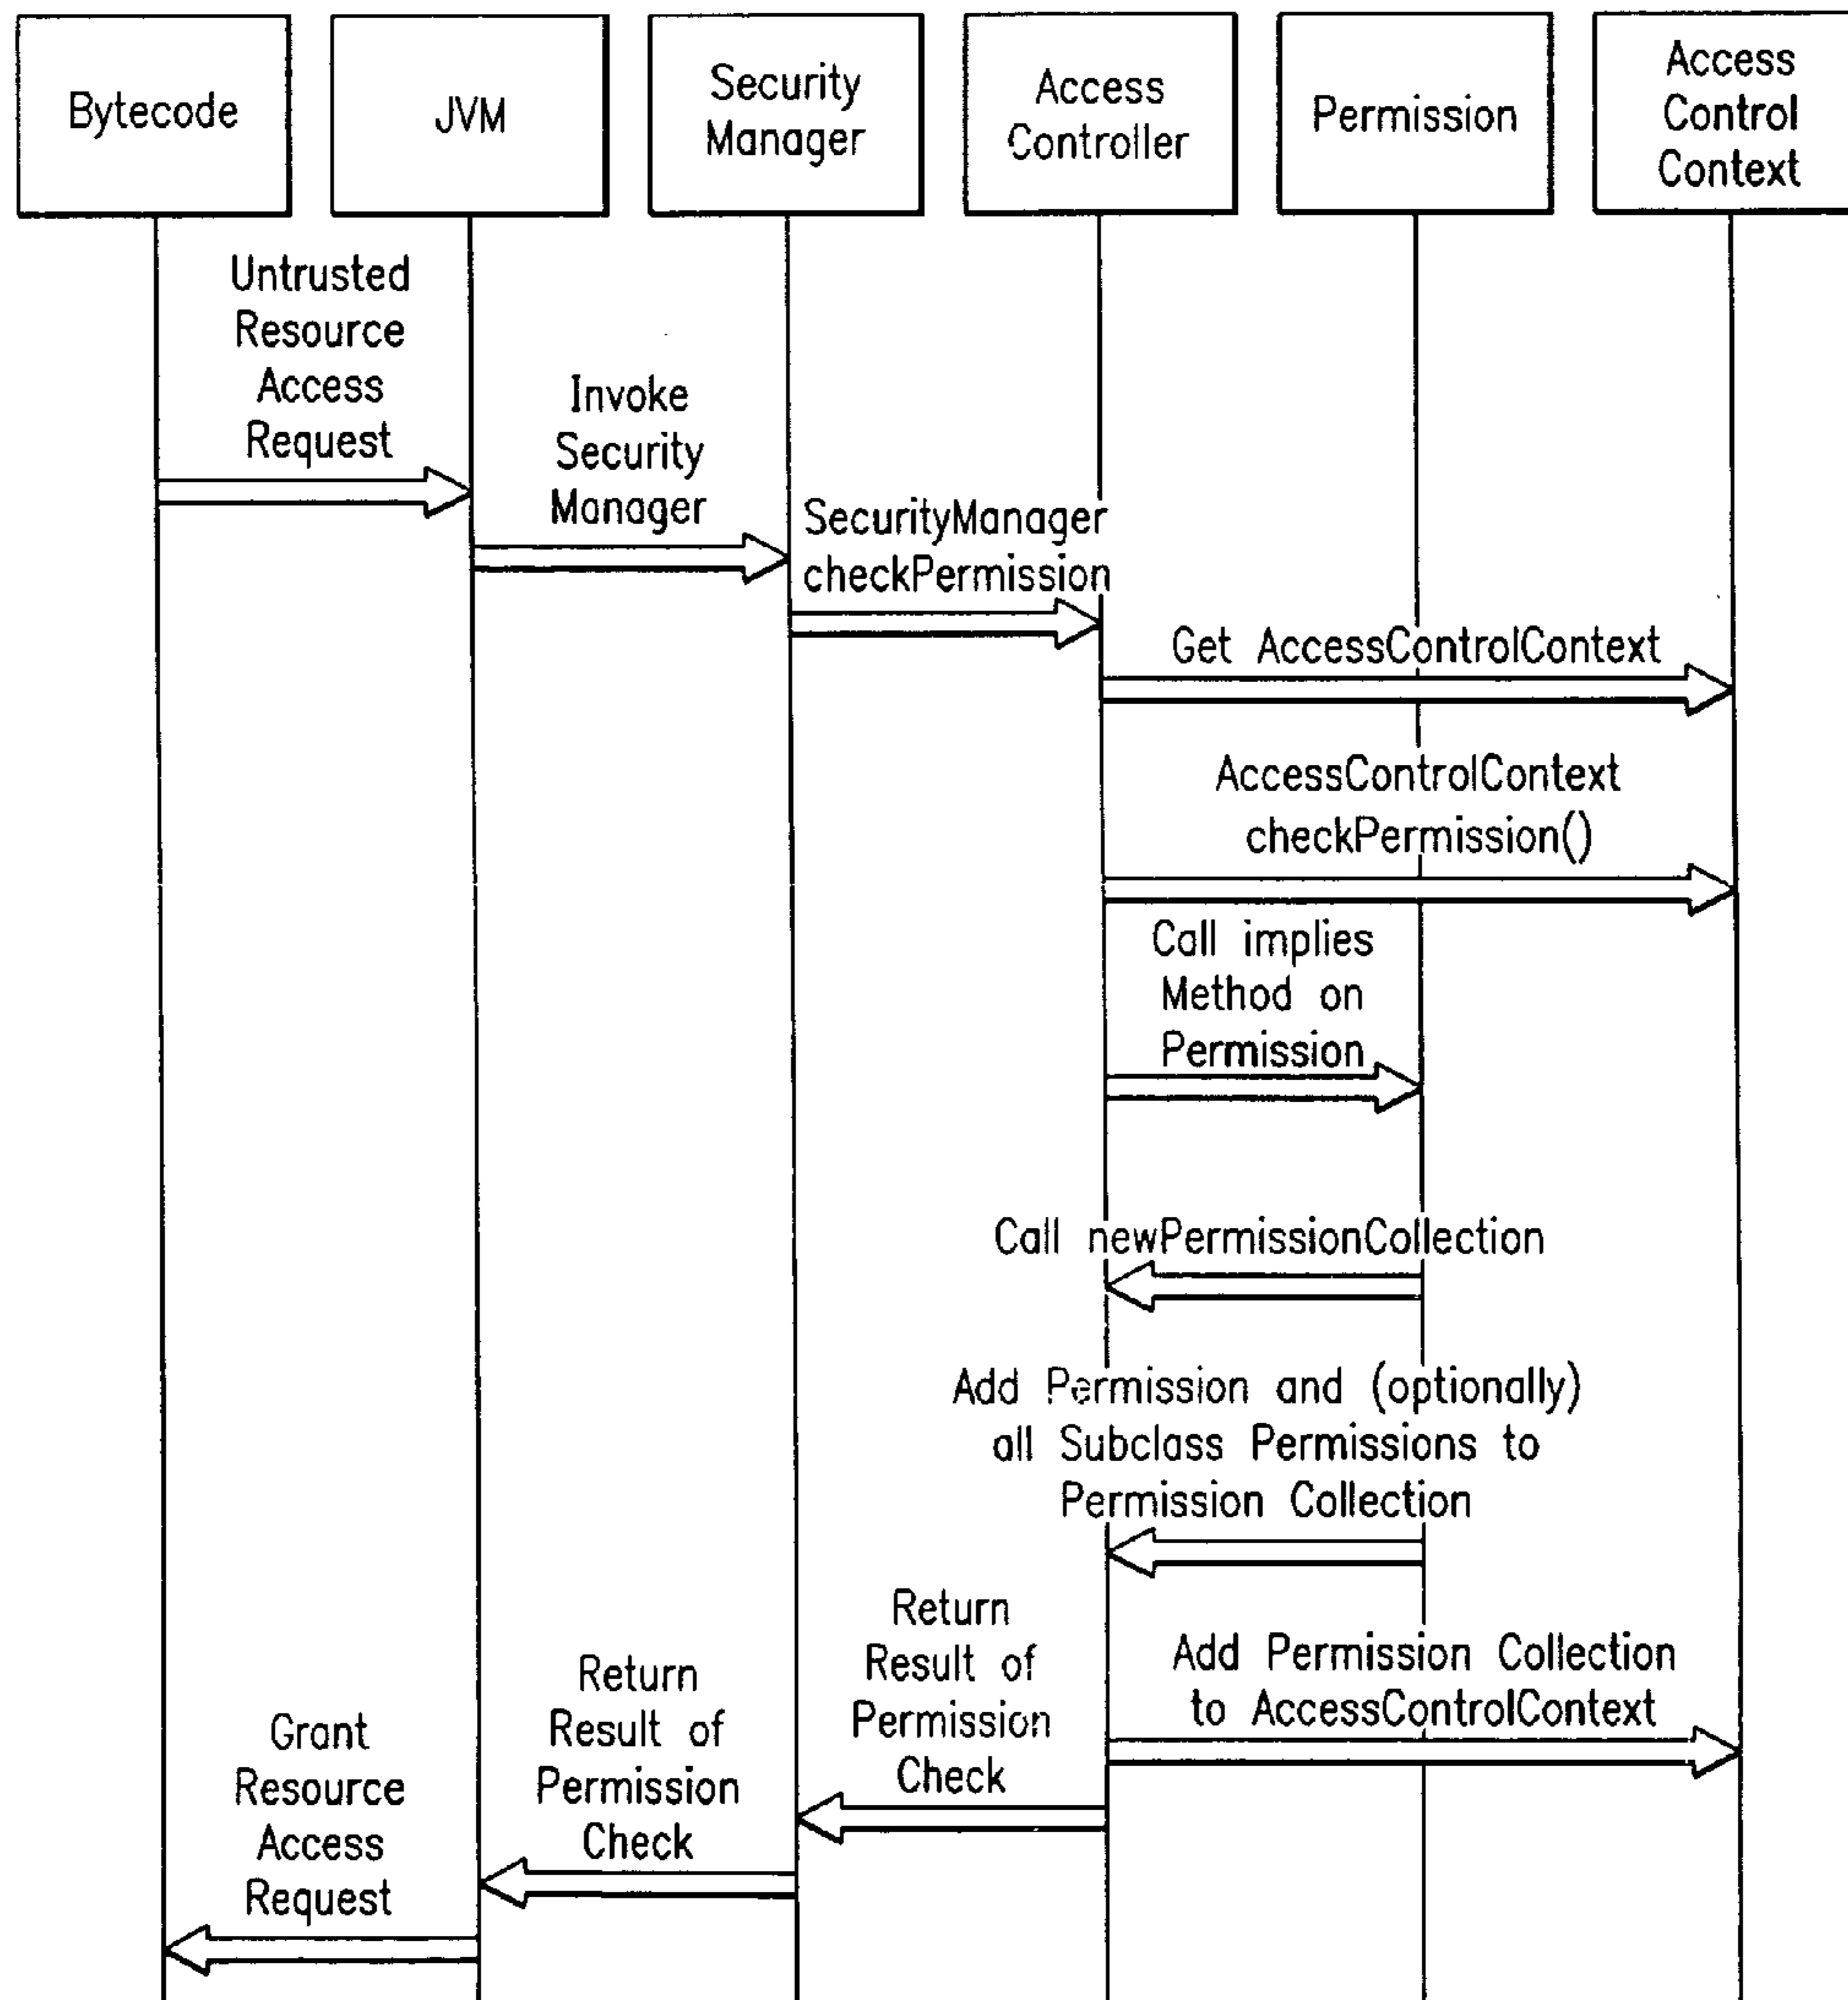 Bytecode
JVM
Security
Manager
Access
Controller
Permission
Access
Control
Context
Untrusted
Resource
Access
Request
Invoke
Security
Manager
SecurityManager
checkPermission
Get AccessControlContext
AccessControlContext
checkPermission()
Call implies
Method on
Permission
Call newPermissionCollection
Add Permission and (optionally)
all Subclass Permissions to
Permission Collection
Add Permission Collection
to AccessControlContext
Return
Result of
Permission
Check
Return
Result of
Permission
Check
Grant
Resource
Access
Request